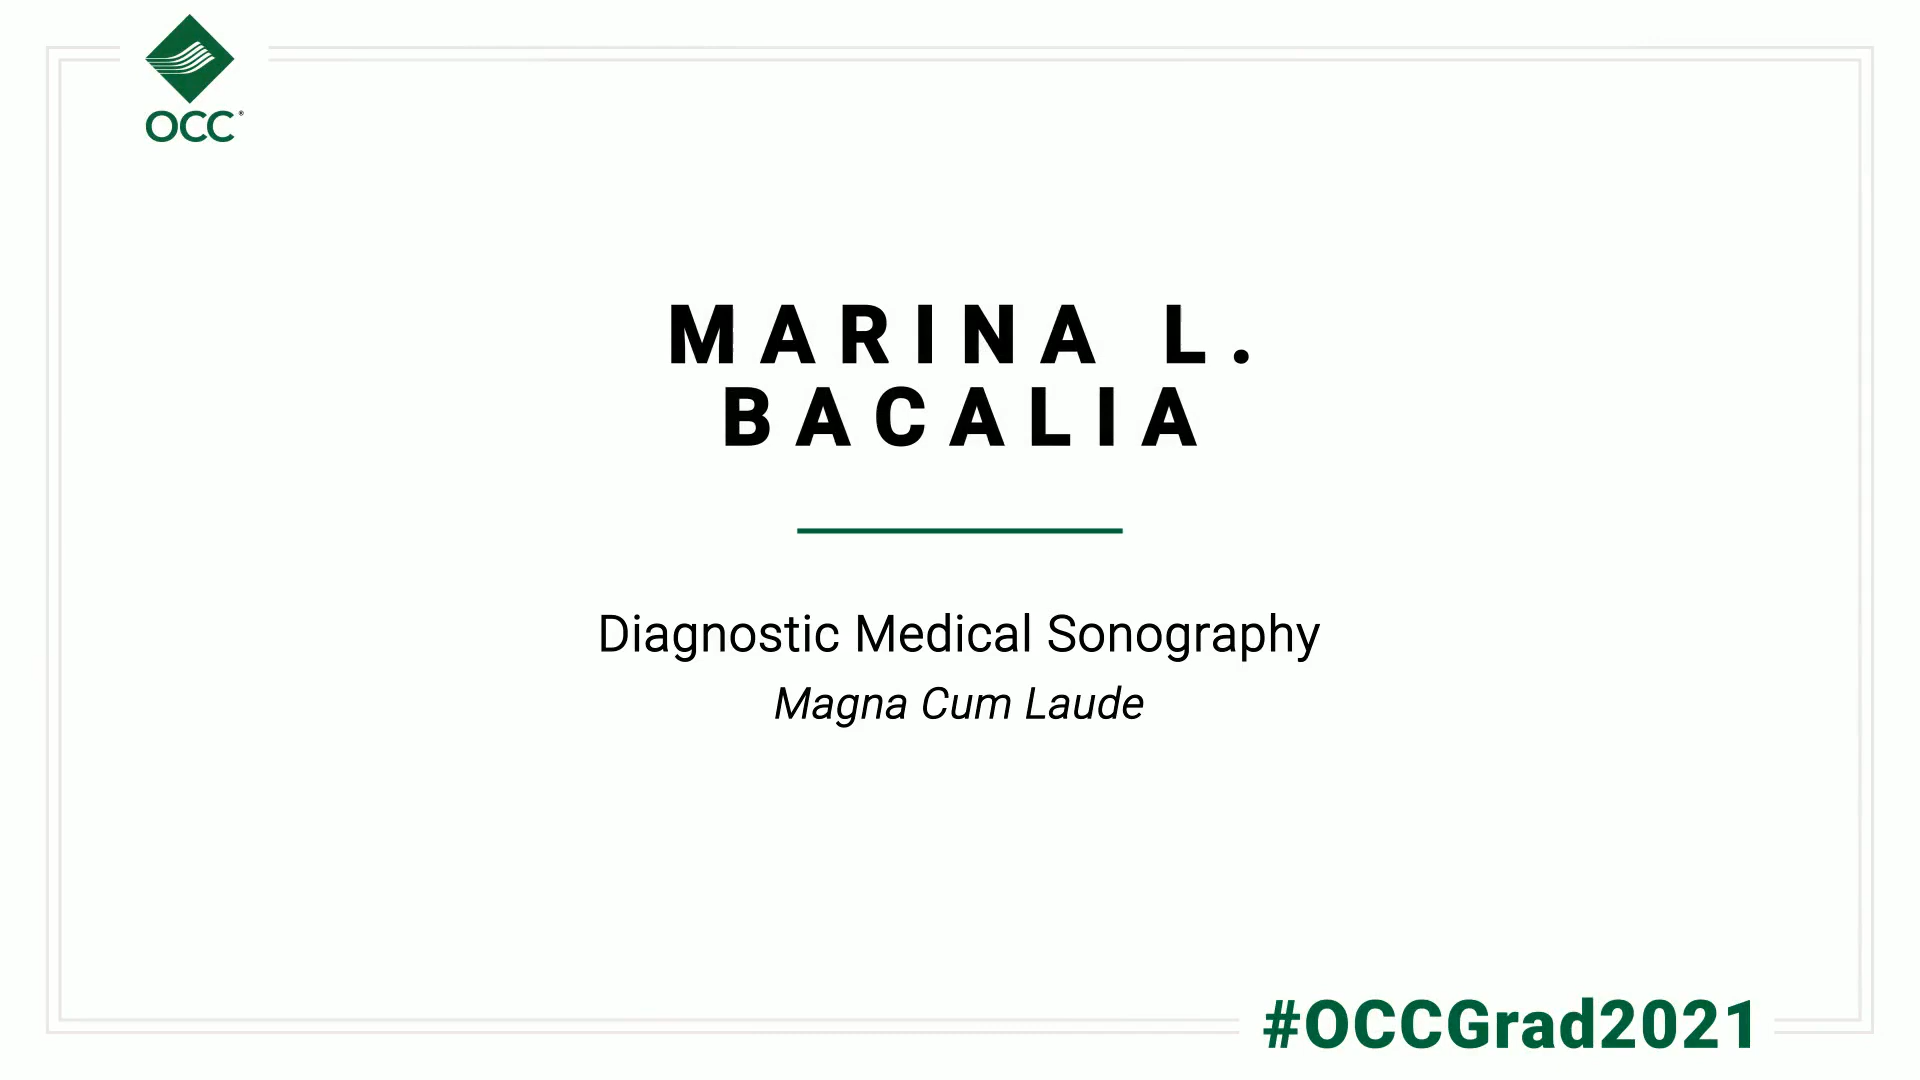 OCC®
MARINA L.
BACALIA
Diagnostic Medical Sonography
Magna Cum Laude
#OCCGrad2021